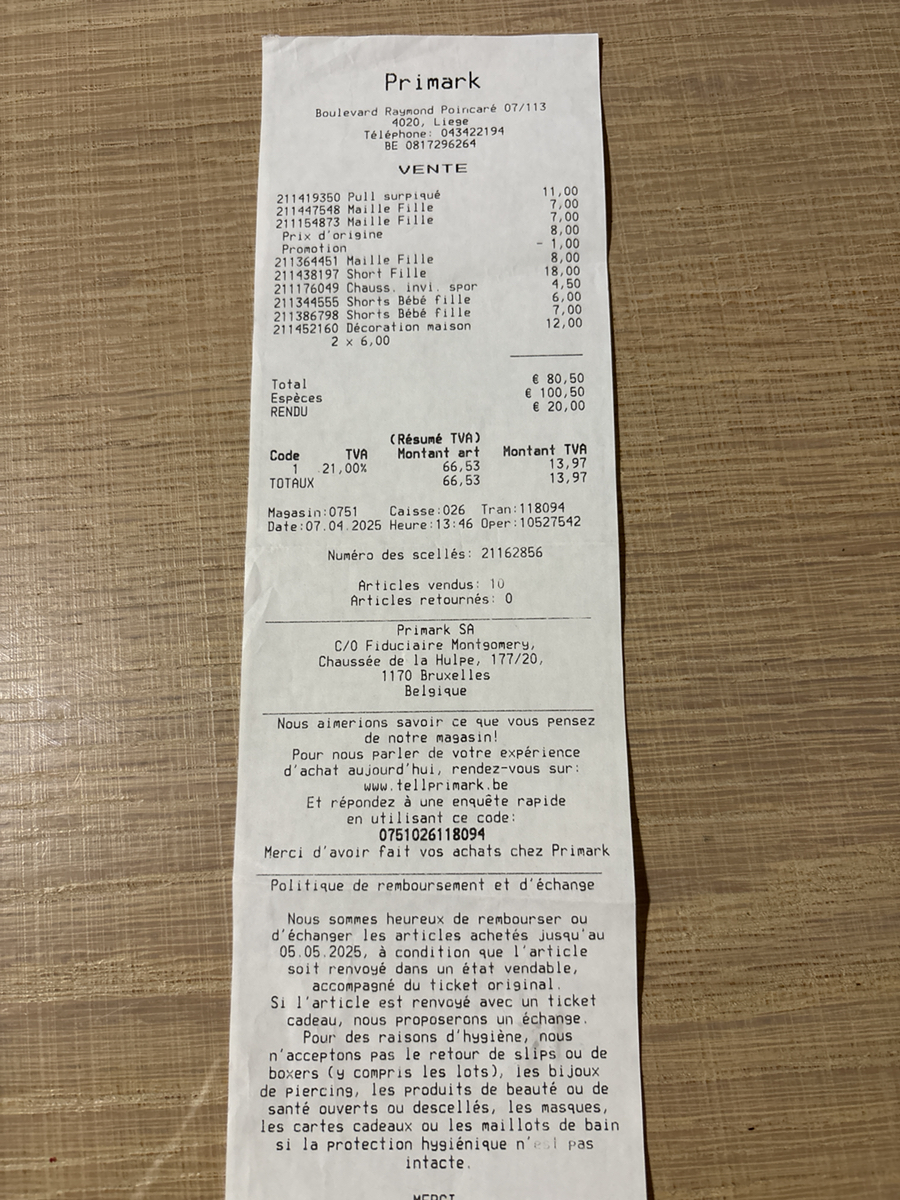 Primark
Boulevard Raymond Poincaré 07/113
4020, Liege
Téléphone: 043422194
BE 0817296264
VENTE
211419350 Pull surpiqué 11,00
211447548 Maille Fille 7,00
211154873 Maille Fille 7,00
Prix d'origine 8,00
Promotion - 1,00
211364451 Maille Fille 8,00
211438197 Short Fille 18,00
211176049 Chauss. invi. spor 4,50
211344555 Shorts Bébé fille 6,00
211386798 Shorts Bébé fille 7,00
211452160 Décoration maison 12,00
2 x 6,00
Total € 80,50
Espèces € 100,50
RENDU € 20,00
(Résumé TVA)
Code TVA Montant art Montant TVA
1 21,00% 66,53 13,97
TOTAUX 66,53 13,97
Magasin:0751 Caisse:026 Tran:118094
Date:07.04.2025 Heure:13:46 Oper:10527542
Numéro des scellés: 21162856
Articles vendus: 10
Articles retournés: 0
Primark SA
C/O Fiduciaire Montgomery,
Chaussée de la Hulpe, 177/20,
1170 Bruxelles
Belgique
Nous aimerions savoir ce que vous pensez
de notre magasin!
Pour nous parler de votre expérience
d'achat aujourd'hui, rendez-vous sur:
www.tellprimark.be
Et répondez à une enquête rapide
en utilisant ce code:
0751026118094
Merci d'avoir fait vos achats chez Primark
Politique de remboursement et d'échange
Nous sommes heureux de rembourser ou
d'échanger les articles achetés jusqu'au
05.05.2025, à condition que l'article
soit renvoyé dans un état vendable,
accompagné du ticket original.
Si l'article est renvoyé avec un ticket
cadeau, nous proposerons un échange.
Pour des raisons d'hygiène, nous
n'acceptons pas le retour de slips ou de
boxers (y compris les lots), les bijoux
de piercing, les produits de beauté ou de
santé ouverts ou descellés, les masques,
les cartes cadeaux ou les maillots de bain
si la protection hygiénique n'est pas
intacte.
MERCI